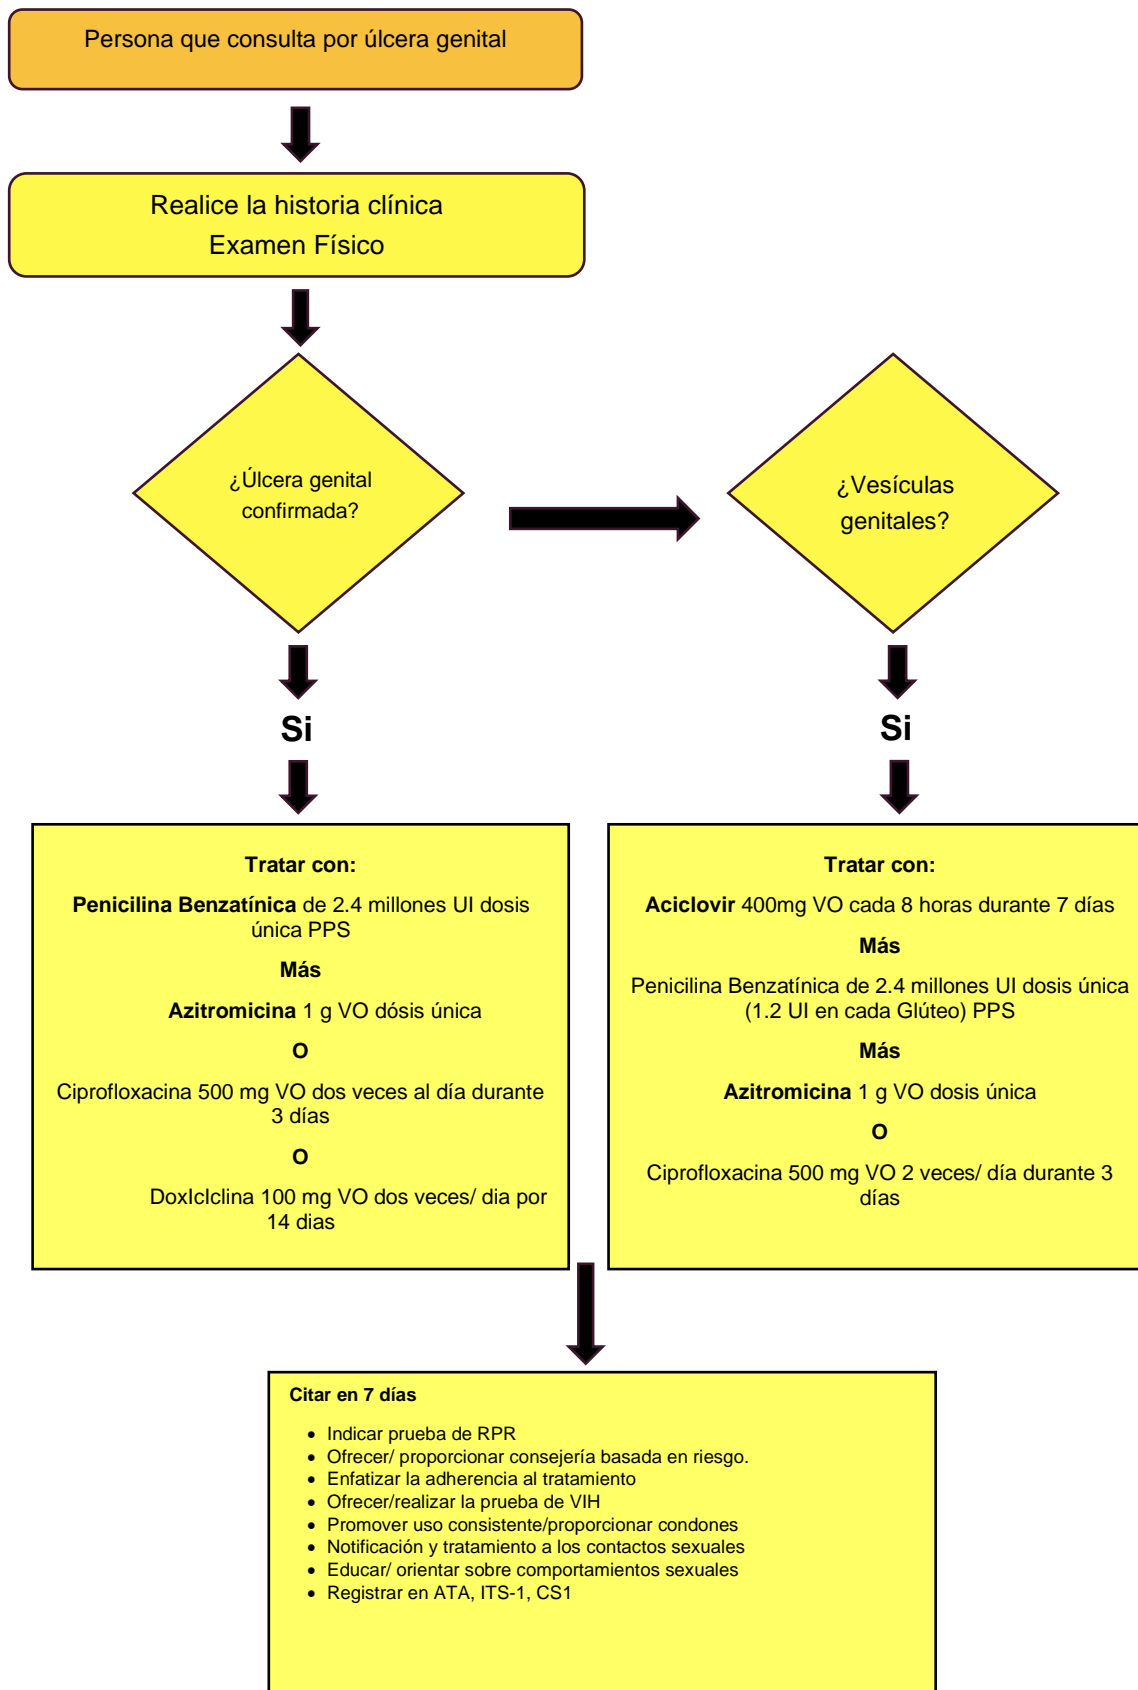 Persona que consulta por úlcera genital
Realice la historia clínica
Examen Físico
¿Úlcera genital
confirmada?
¿Vesículas
genitales?
Si
Si
Tratar con:
Penicilina Benzatínica de 2.4 millones UI dosis
única PPS
Más
Azitromicina 1 g VO dósis única
O
Ciprofloxacina 500 mg VO dos veces al día durante
3 días
O
DoxIcIclina 100 mg VO dos veces/ dia por
14 dias
Tratar con:
Aciclovir 400mg VO cada 8 horas durante 7 días
Más
Penicilina Benzatínica de 2.4 millones UI dosis única
(1.2 UI en cada Glúteo) PPS
Más
Azitromicina 1 g VO dosis única
O
Ciprofloxacina 500 mg VO 2 veces/ día durante 3
días
Citar en 7 días
• Indicar prueba de RPR
• Ofrecer/ proporcionar consejería basada en riesgo.
• Enfatizar la adherencia al tratamiento
• Ofrecer/realizar la prueba de VIH
• Promover uso consistente/proporcionar condones
• Notificación y tratamiento a los contactos sexuales
• Educar/ orientar sobre comportamientos sexuales
• Registrar en ATA, ITS-1, CS1